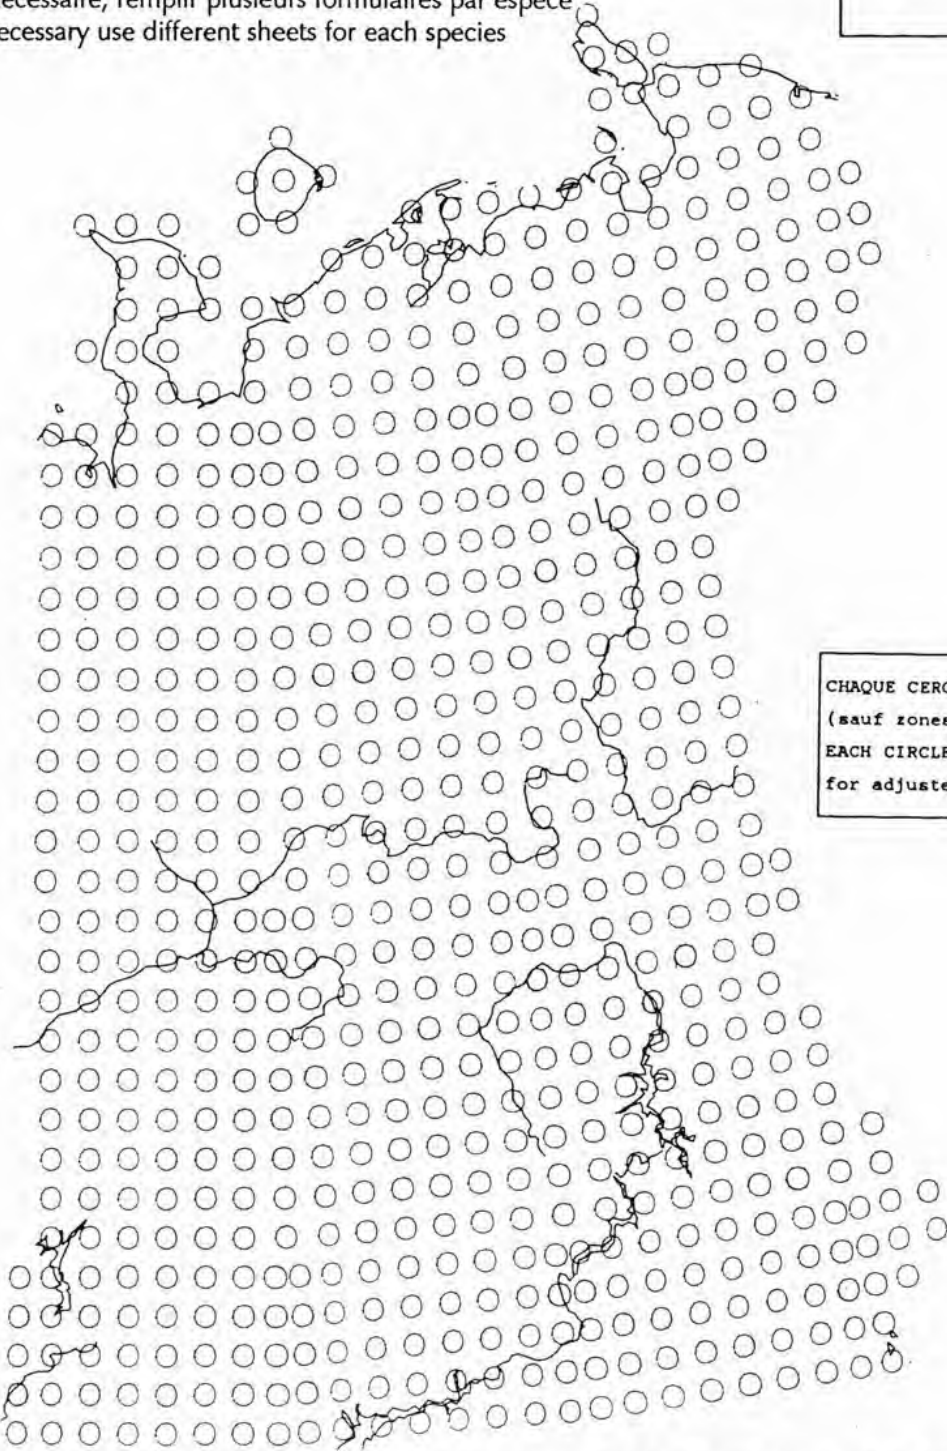 nécessaire, remplir plusieurs formulaires par espèce
necessary use different sheets for each species
CHAQUE CERC
(sauf zones
EACH CIRCLE
for adjuste